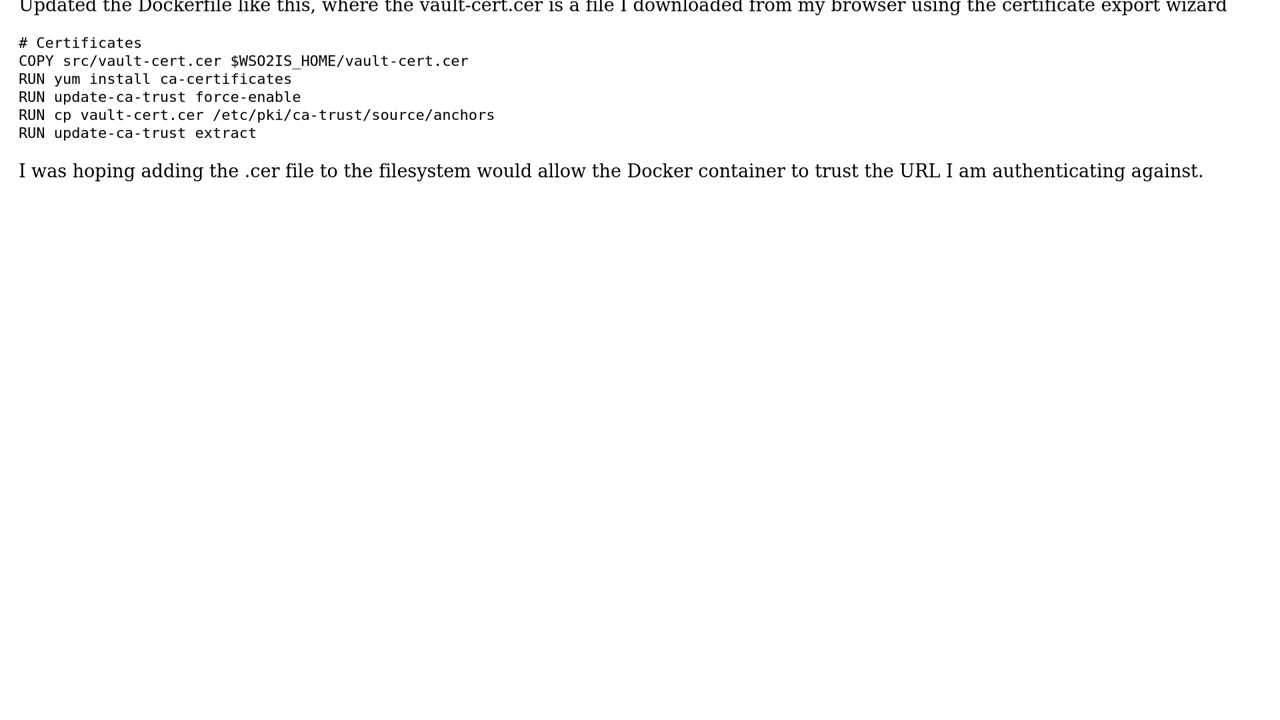 Updated the Dockerfile like this, where the vault-cert.cer is a file I downloaded from my browser using the certificate export wizard
# Certificates
COPY src/vault-cert.cer $WSO2IS_HOME/vault-cert.cer
RUN yum install ca-certificates
RUN update-ca-trust force-enable
RUN cp vault-cert.cer /etc/pki/ca-trust/source/anchors
RUN update-ca-trust extract
I was hoping adding the .cer file to the filesystem would allow the Docker container to trust the URL I am authenticating against.